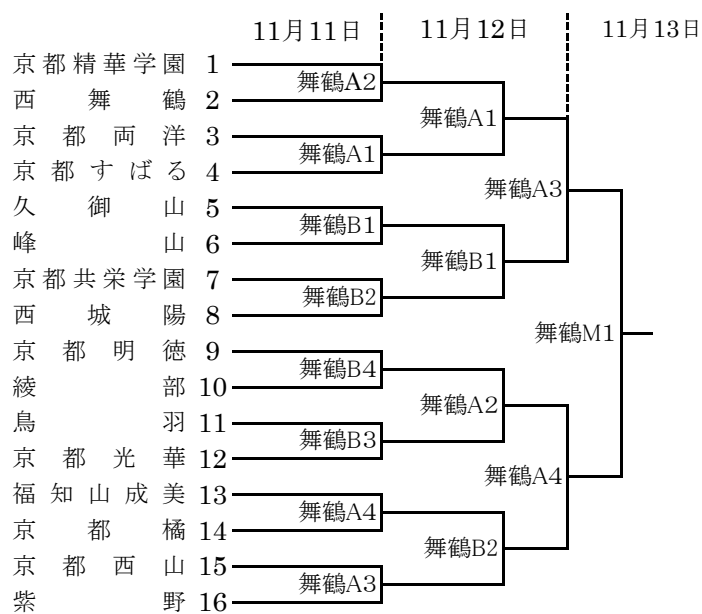 11月11日 11月12日 11月13日
京都精華学園 1
舞鶴A2
西舞鶴 2
舞鶴A1
京都両洋 3
舞鶴A1
京都すばる 4
舞鶴A3
久御山 5
舞鶴B1
峰山 6
舞鶴B1
京都共栄学園 7
舞鶴B2
西城陽 8
舞鶴M1
京都明徳 9
舞鶴B4
綾部 10
舞鶴A2
鳥羽 11
舞鶴B3
京都光華 12
舞鶴A4
福知山成美 13
舞鶴A4
京都橘 14
舞鶴B2
京都西山 15
舞鶴A3
紫野 16